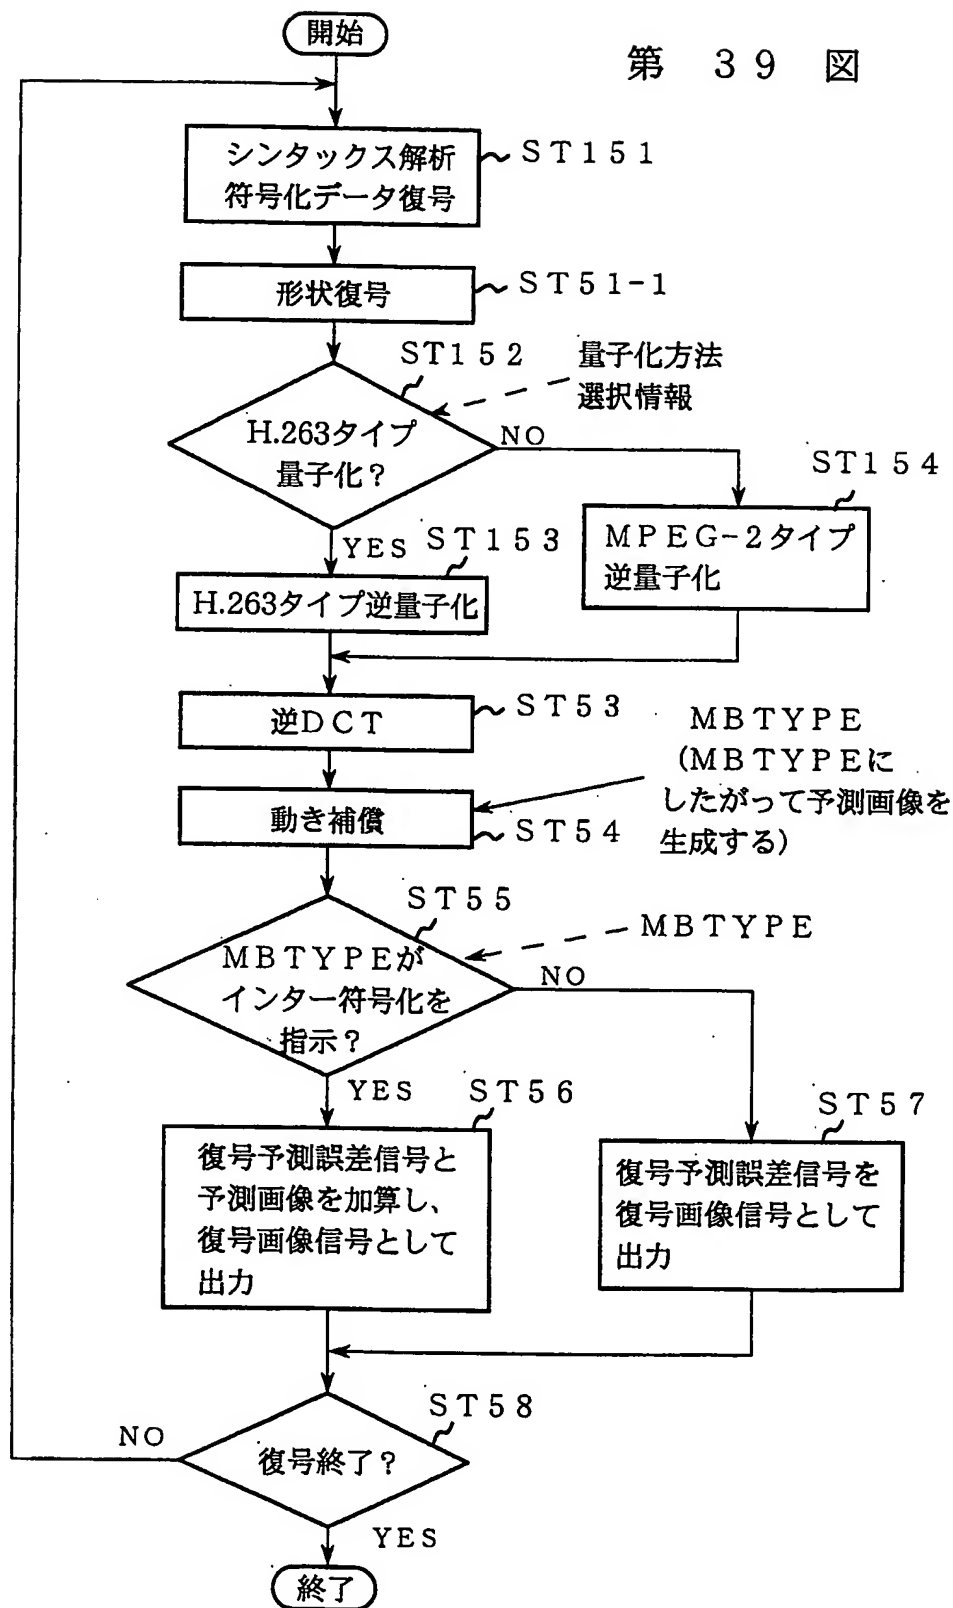 開始
第 39 図
シンタックス解析
符号化データ復号
ST151
形状復号
ST51-1
ST152
量子化方法
選択情報
H.263タイプ
量子化?
NO
ST154
MPEG-2タイプ
逆量子化
YES
ST153
H.263タイプ逆量子化
逆DCT
ST53
MBTYPE
(MBTYPEに
したがって予測画像を
生成する)
動き補償
ST54
ST55
MBTYPE
MBTYPEが
インター符号化を
指示?
NO
YES
ST56
ST57
復号予測誤差信号と
予測画像を加算し、
復号画像信号として
出力
復号予測誤差信号を
復号画像信号として
出力
ST58
NO
復号終了?
YES
終了